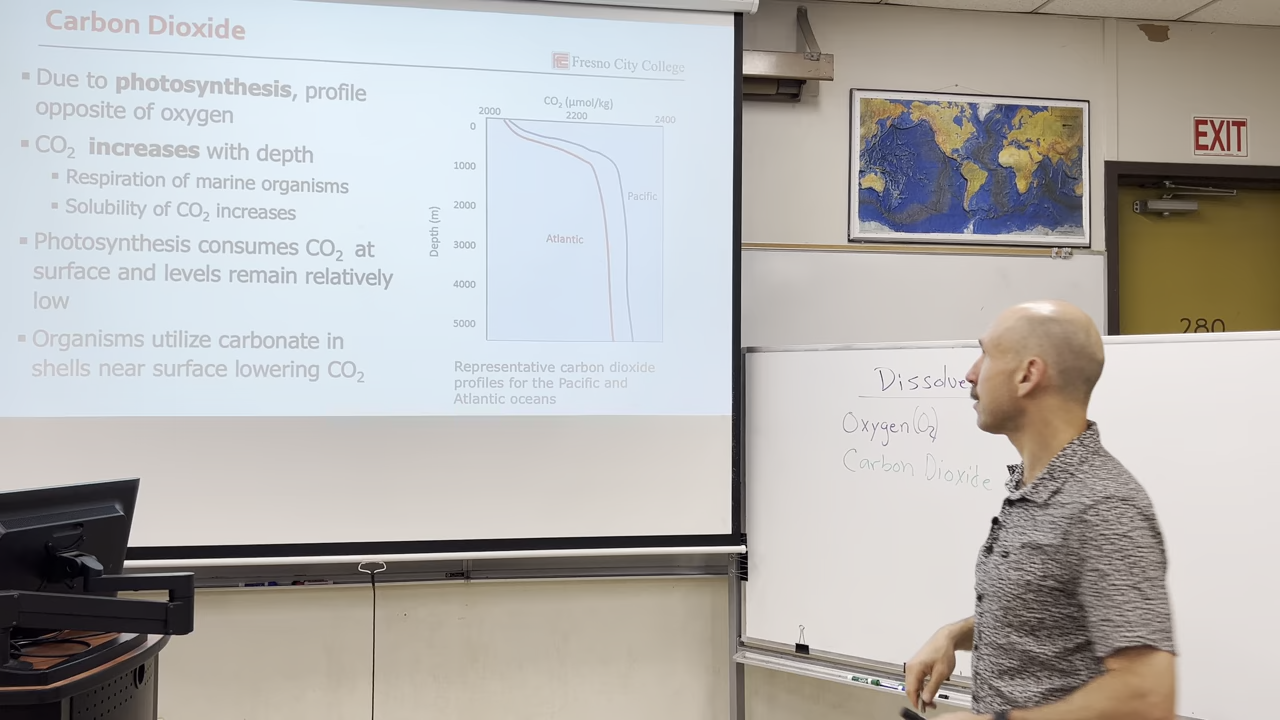 Carbon Dioxide
Fresno City College
▪ Due to photosynthesis, profile
opposite of oxygen
▪ CO₂ increases with depth
▪ Respiration of marine organisms
▪ Solubility of CO₂ increases
▪ Photosynthesis consumes CO₂ at
surface and levels remain relatively
low
▪ Organisms utilize carbonate in
shells near surface lowering CO₂
CO₂ (μmol/kg)
2000 2200 2400
0
1000
2000
3000
4000
5000
Depth (m)
Pacific
Atlantic
Representative carbon dioxide
profiles for the Pacific and
Atlantic oceans
EXIT
280
Oxygen (O₂)
Carbon Dioxide